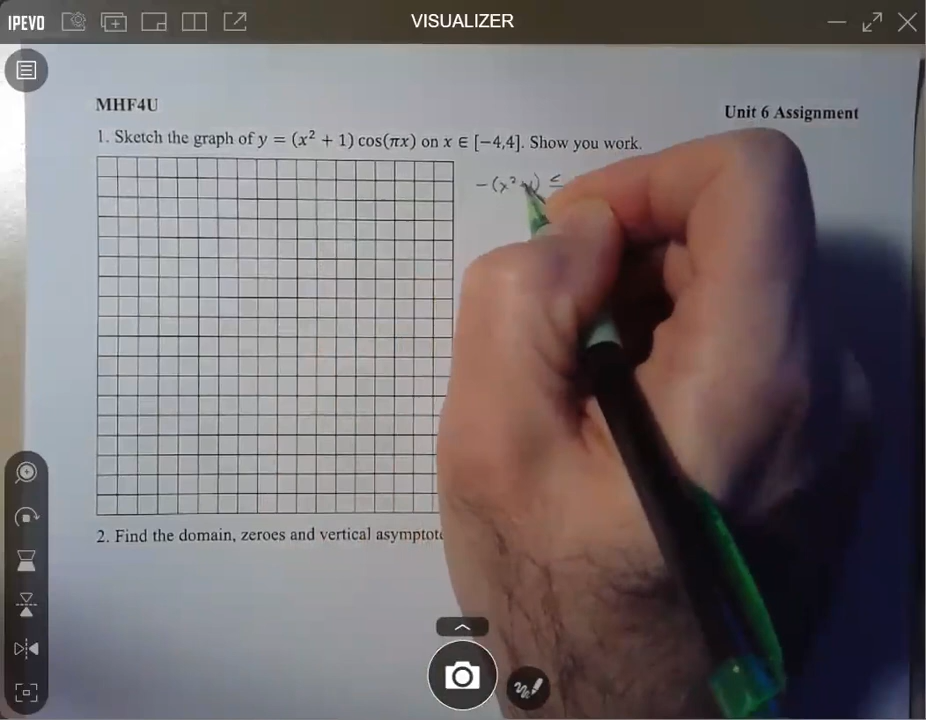 IPEVO VISUALIZER
MHF4U Unit 6 Assignment
1. Sketch the graph of y = (x² + 1) cos(πx) on x ∈ [−4,4]. Show you work.
−(x²+1) ≤
2. Find the domain, zeroes and vertical